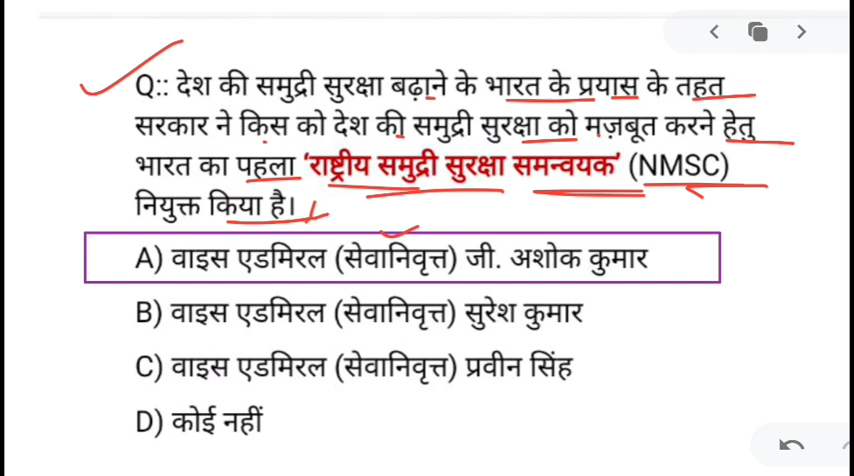 Q:: देश की समुद्री सुरक्षा बढ़ाने के भारत के प्रयास के तहत
सरकार ने किस को देश की समुद्री सुरक्षा को मज़बूत करने हेतु
भारत का पहला 'राष्ट्रीय समुद्री सुरक्षा समन्वयक' (NMSC)
नियुक्त किया है।
A) वाइस एडमिरल (सेवानिवृत्त) जी. अशोक कुमार
B) वाइस एडमिरल (सेवानिवृत्त) सुरेश कुमार
C) वाइस एडमिरल (सेवानिवृत्त) प्रवीन सिंह
D) कोई नहीं